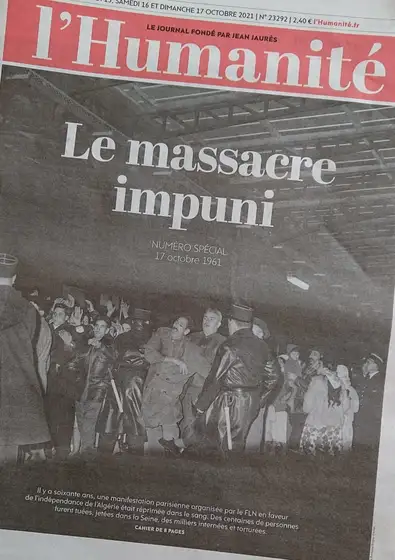 SAMEDI 16 ET DIMANCHE 17 OCTOBRE 2021 | N° 23292 | 2,40 € l'Humanité.fr
LE JOURNAL FONDÉ PAR JEAN JAURÈS
l'Humanité
Le massacre
impuni
NUMÉRO SPÉCIAL
17 octobre 1961
Il y a soixante ans, une manifestation parisienne organisée par le FLN en faveur
de l'indépendance de l'Algérie était réprimée dans le sang. Des centaines de personnes
furent tuées, jetées dans la Seine, des milliers internées et torturées.
CAHIER DE 8 PAGES